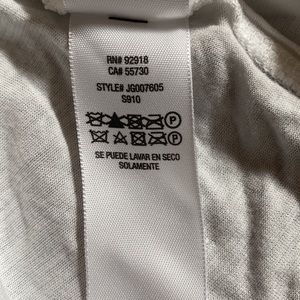 RN# 92918
CA# 55730
STYLE# JG007605
S910
P
P
SE PUEDE LAVAR EN SECO
SOLAMENTE